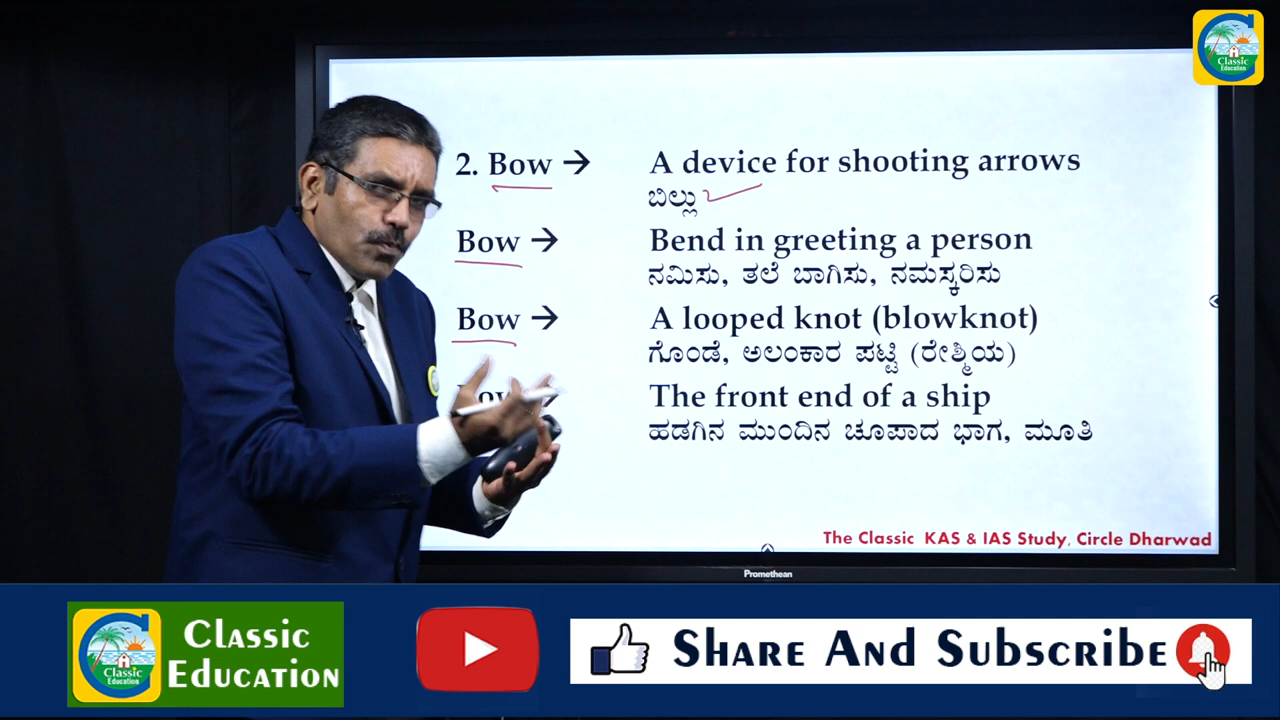 Classic
Education
2. Bow → A device for shooting arrows
ಬಿಲ್ಲು
Bow → Bend in greeting a person
ನಮಿಸು, ತಲೆ ಬಾಗಿಸು, ನಮಸ್ಕರಿಸು
Bow → A looped knot (blowknot)
ಗೊಂಡೆ, ಅಲಂಕಾರ ಪಟ್ಟಿ (ರೇಶ್ಮಿಯ)
The front end of a ship
ಹಡಗಿನ ಮುಂದಿನ ಚೂಪಾದ ಭಾಗ, ಮೂತಿ
The Classic KAS & IAS Study, Circle Dharwad
Promethean
Classic
Education
Classic
Education
Share And Subscribe